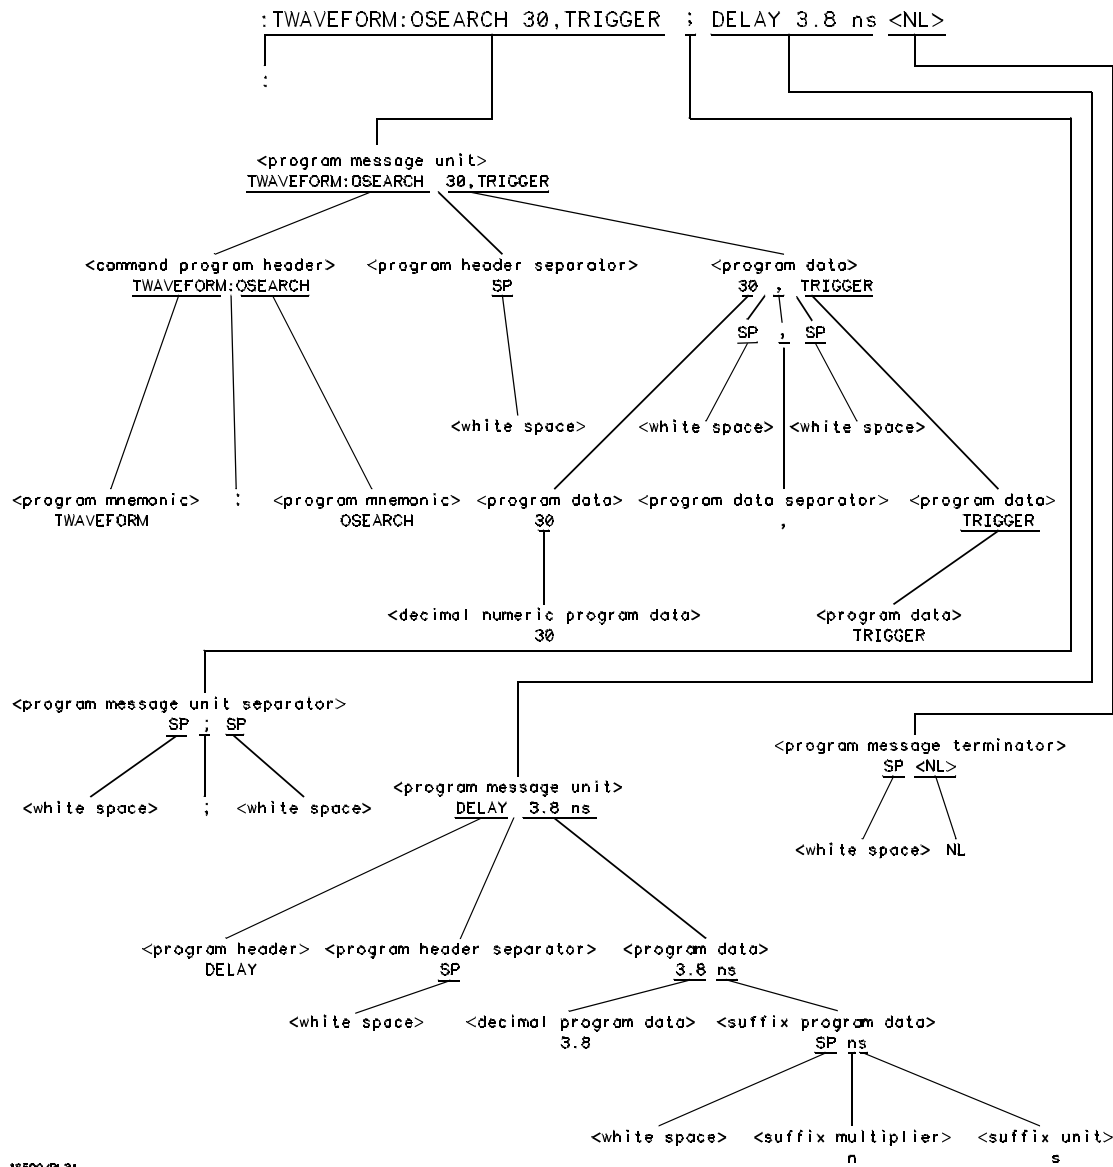 :TWAVEFORM:OSEARCH 30,TRIGGER ; DELAY 3.8 ns <NL>
:
<program message unit>
TWAVEFORM:OSEARCH 30,TRIGGER
<command program header> <program header separator> <program data>
TWAVEFORM:OSEARCH SP 30 , TRIGGER
SP , SP
<white space> <white space> <white space>
<program mnemonic> : <program mnemonic> <program data> <program data separator> <program data>
TWAVEFORM OSEARCH 30 , TRIGGER
<decimal numeric program data> <program data>
30 TRIGGER
<program message unit separator>
SP ; SP
<program message terminator>
SP <NL>
<program message unit>
DELAY 3.8 ns
<white space> ; <white space>
<white space> NL
<program header> <program header separator> <program data>
DELAY SP 3.8 ns
<white space> <decimal program data> <suffix program data>
3.8 SP ns
<white space> <suffix multiplier> <suffix unit>
n s